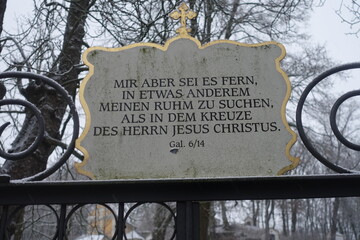 MIR ABER SEI ES FERN,
IN ETWAS ANDEREM
MEINEN RUHM ZU SUCHEN,
ALS IN DEM KREUZE
DES HERRN JESUS CHRISTUS.
Gal. 6/14